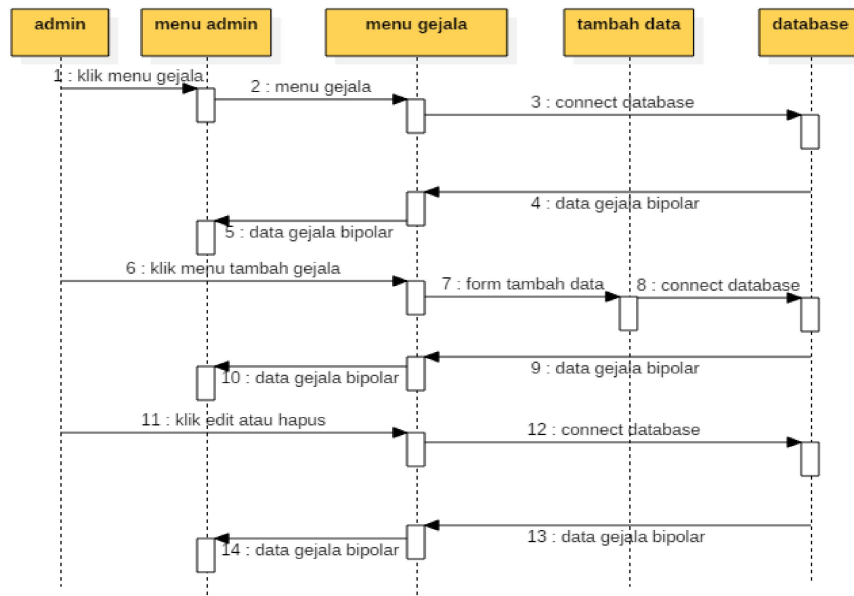 admin
menu admin
menu gejala
tambah data
database
1 : klik menu gejala
2 : menu gejala
3 : connect database
4 : data gejala bipolar
5 : data gejala bipolar
6 : klik menu tambah gejala
7 : form tambah data
8 : connect database
9 : data gejala bipolar
10 : data gejala bipolar
11 : klik edit atau hapus
12 : connect database
13 : data gejala bipolar
14 : data gejala bipolar